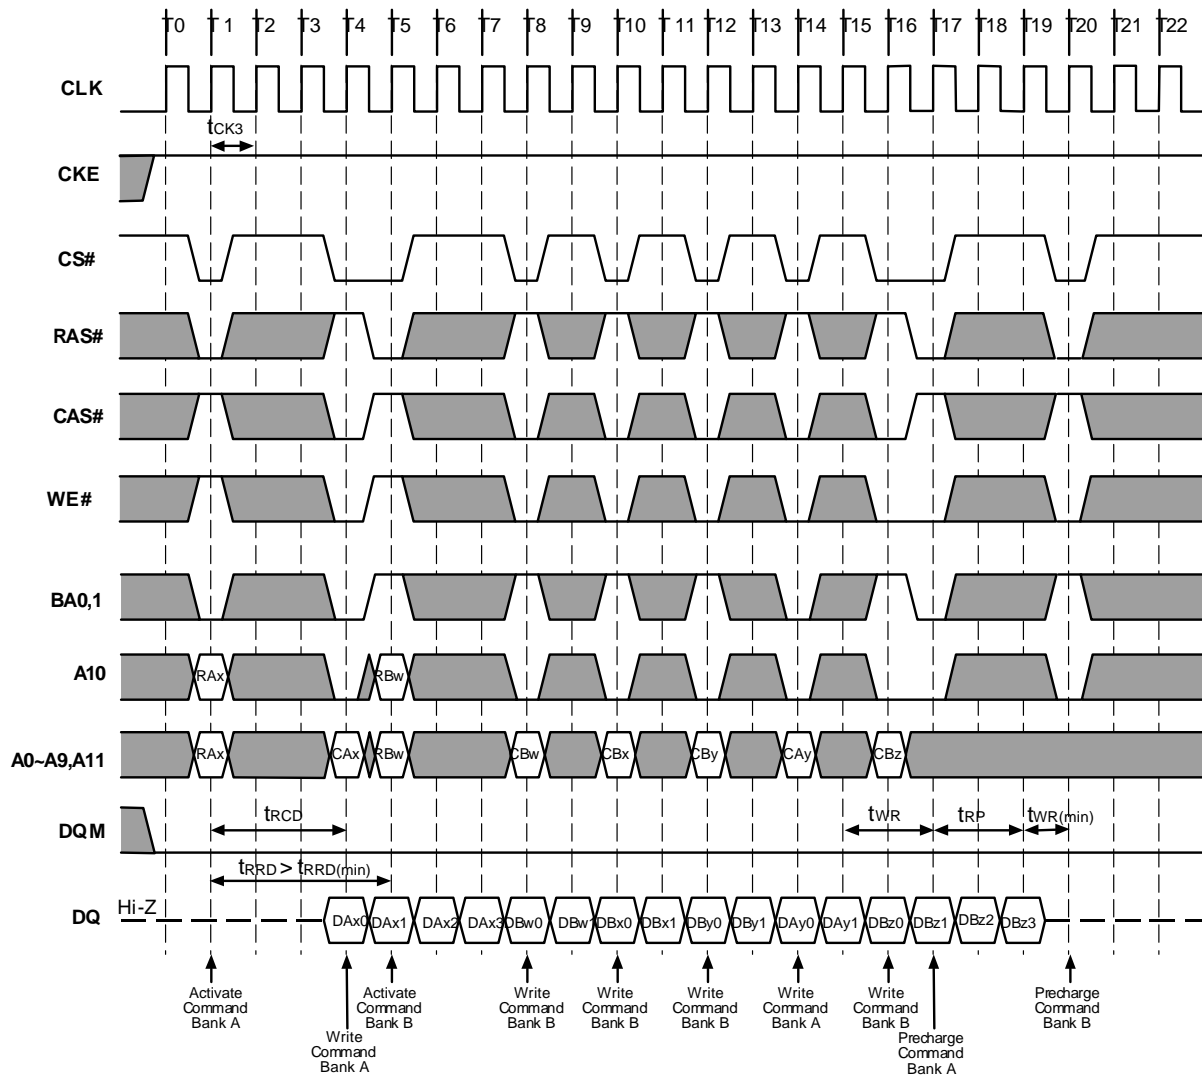 T0 T1 T2 T3 T4 T5 T6 T7 T8 T9 T10 T11 T12 T13 T14 T15 T16 T17 T18 T19 T20 T21 T22
CLK
tCK3
CKE
CS#
RAS#
CAS#
WE#
BA0,1
A10
RAx RBw
A0~A9,A11
RAx CAx RBw CBw CBx CBy CAy CBz
DQM
tRCD tWR tRP tWR(min)
tRRD > tRRD(min)
DQ
Hi-Z
DAx0 DAx1 DAx2 DAx3 DBw0 DBw1 DBx0 DBx1 DBy0 DBy1 DAy0 DAy1 DBz0 DBz1 DBz2 DBz3
Activate
Command
Bank A
Write
Command
Bank A
Activate
Command
Bank B
Write
Command
Bank B
Write
Command
Bank B
Write
Command
Bank B
Write
Command
Bank A
Write
Command
Bank B
Precharge
Command
Bank A
Precharge
Command
Bank B